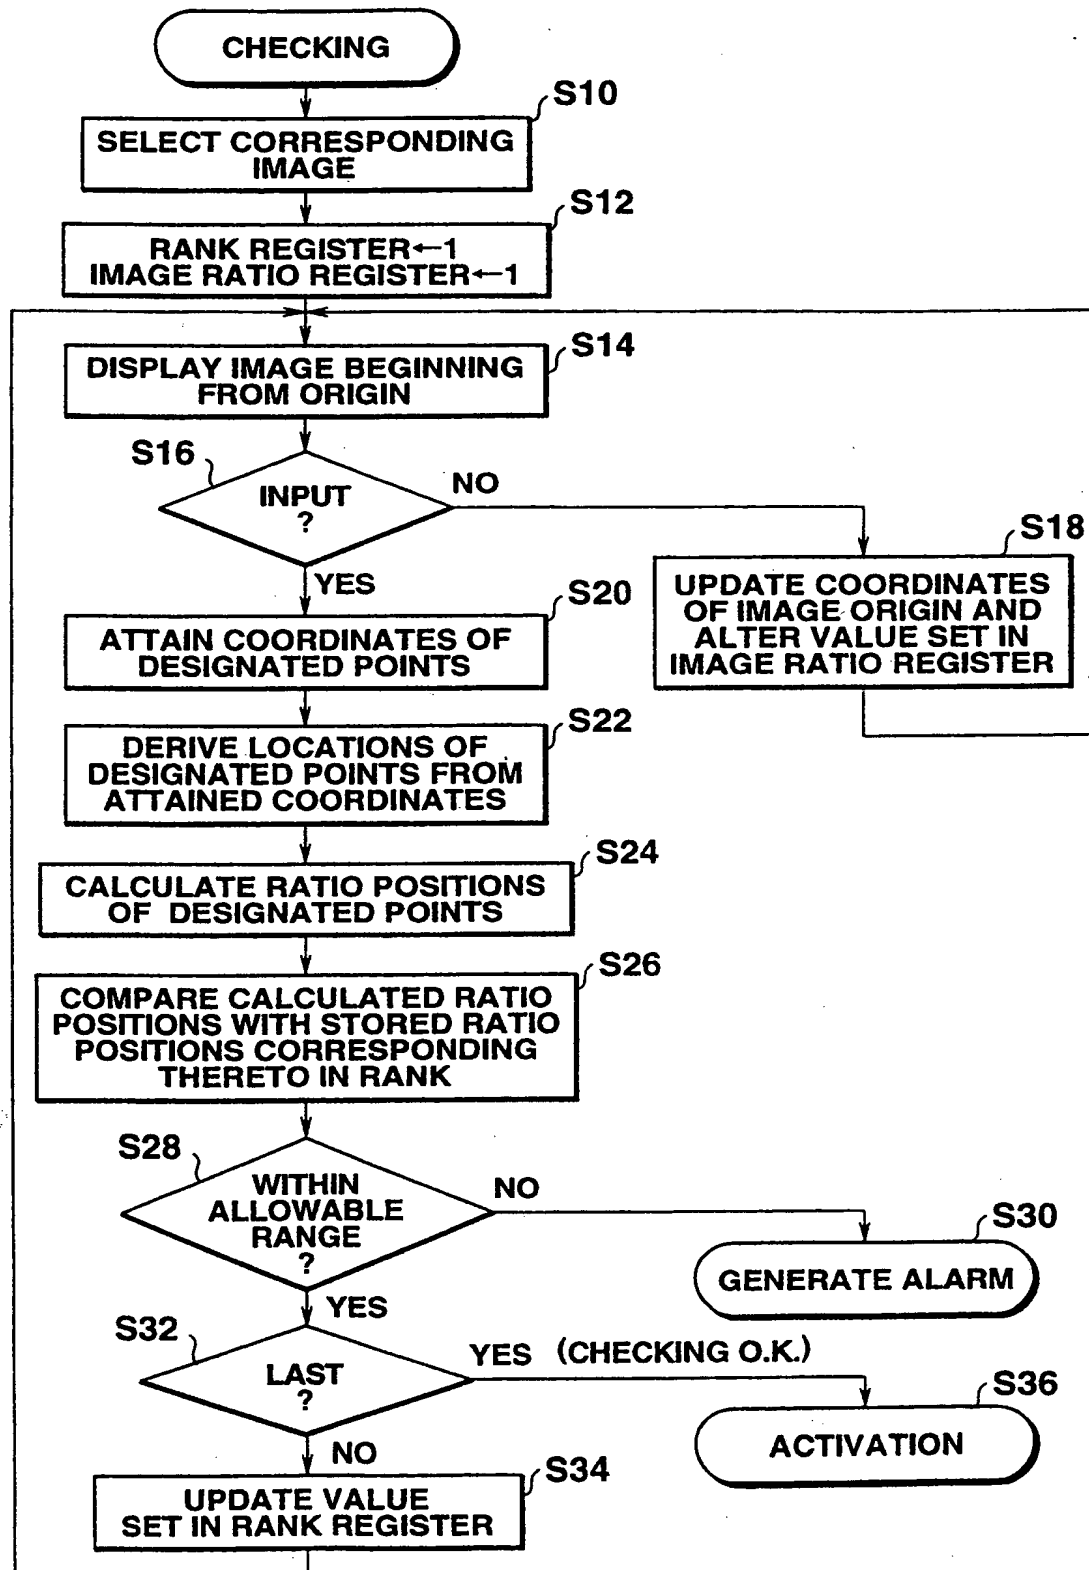 CHECKING
S10
SELECT CORRESPONDING
IMAGE
S12
RANK REGISTER←1
IMAGE RATIO REGISTER←1
S14
DISPLAY IMAGE BEGINNING
FROM ORIGIN
S16
INPUT
?
NO
YES
S18
UPDATE COORDINATES
OF IMAGE ORIGIN AND
ALTER VALUE SET IN
IMAGE RATIO REGISTER
S20
ATTAIN COORDINATES OF
DESIGNATED POINTS
S22
DERIVE LOCATIONS OF
DESIGNATED POINTS FROM
ATTAINED COORDINATES
S24
CALCULATE RATIO POSITIONS
OF DESIGNATED POINTS
S26
COMPARE CALCULATED RATIO
POSITIONS WITH STORED RATIO
POSITIONS CORRESPONDING
THERETO IN RANK
S28
WITHIN
ALLOWABLE
RANGE
?
NO
YES
S30
GENERATE ALARM
S32
LAST
?
YES (CHECKING O.K.)
NO
S36
ACTIVATION
S34
UPDATE VALUE
SET IN RANK REGISTER